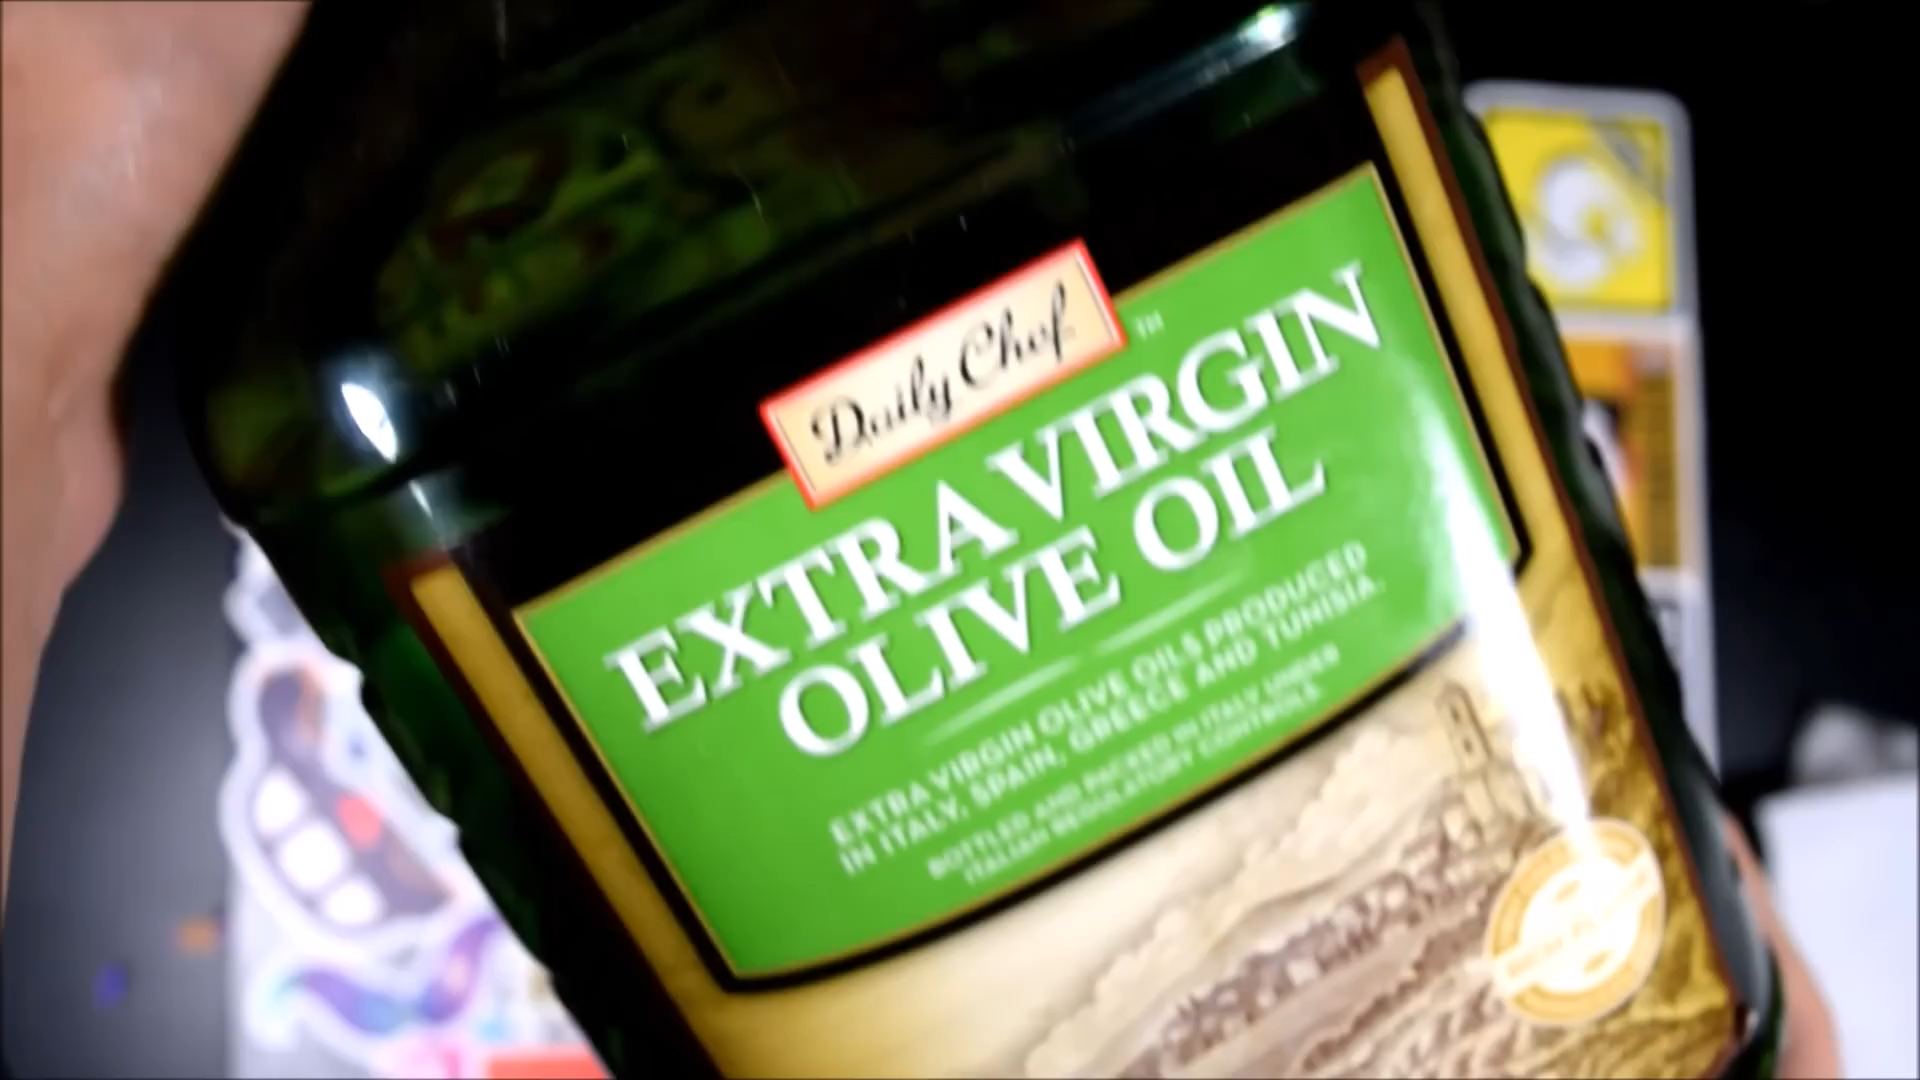 Daily Chef
TM
EXTRA VIRGIN
OLIVE OIL
EXTRA VIRGIN OLIVE OILS PRODUCED
IN ITALY, SPAIN, GREECE AND TUNISIA.
BOTTLED AND PACKED IN ITALY UNDER
ITALIAN REGULATORY CONTROLS.